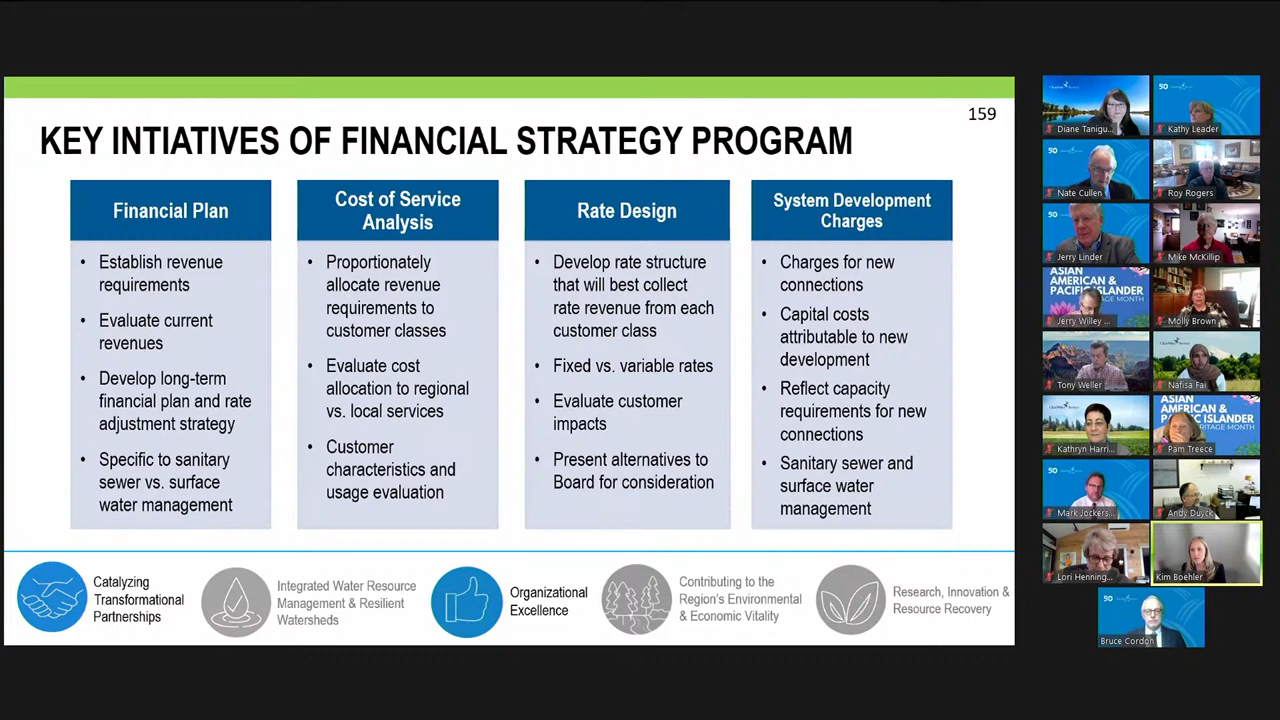 159
KEY INTIATIVES OF FINANCIAL STRATEGY PROGRAM
Financial Plan
• Establish revenue
requirements
• Evaluate current
revenues
• Develop long-term
financial plan and rate
adjustment strategy
• Specific to sanitary
sewer vs. surface
water management
Cost of Service
Analysis
• Proportionately
allocate revenue
requirements to
customer classes
• Evaluate cost
allocation to regional
vs. local services
• Customer
characteristics and
usage evaluation
Rate Design
• Develop rate structure
that will best collect
rate revenue from each
customer class
• Fixed vs. variable rates
• Evaluate customer
impacts
• Present alternatives to
Board for consideration
System Development
Charges
• Charges for new
connections
• Capital costs
attributable to new
development
• Reflect capacity
requirements for new
connections
• Sanitary sewer and
surface water
management
Catalyzing
Transformational
Partnerships
Integrated Water Resource
Management & Resilient
Watersheds
Organizational
Excellence
Contributing to the
Region's Environmental
& Economic Vitality
Research, Innovation &
Resource Recovery
Diane Tanigu...
50
Kathy Leader
50
Nate Cullen
Roy Rogers
50
Jerry Linder
Mike McKillip
ASIAN
AMERICAN &
PACIFIC ISLANDER
Jerry Willey ...
Molly Brown
Tony Weller
Nafisa Fai
Kathryn Harri...
ASIAN
AMERICAN &
ISLANDER
Pam Treece
50
Mark Jockers...
Andy Duyck
Lori Henning...
Kim Boehler
50
Bruce Cordon